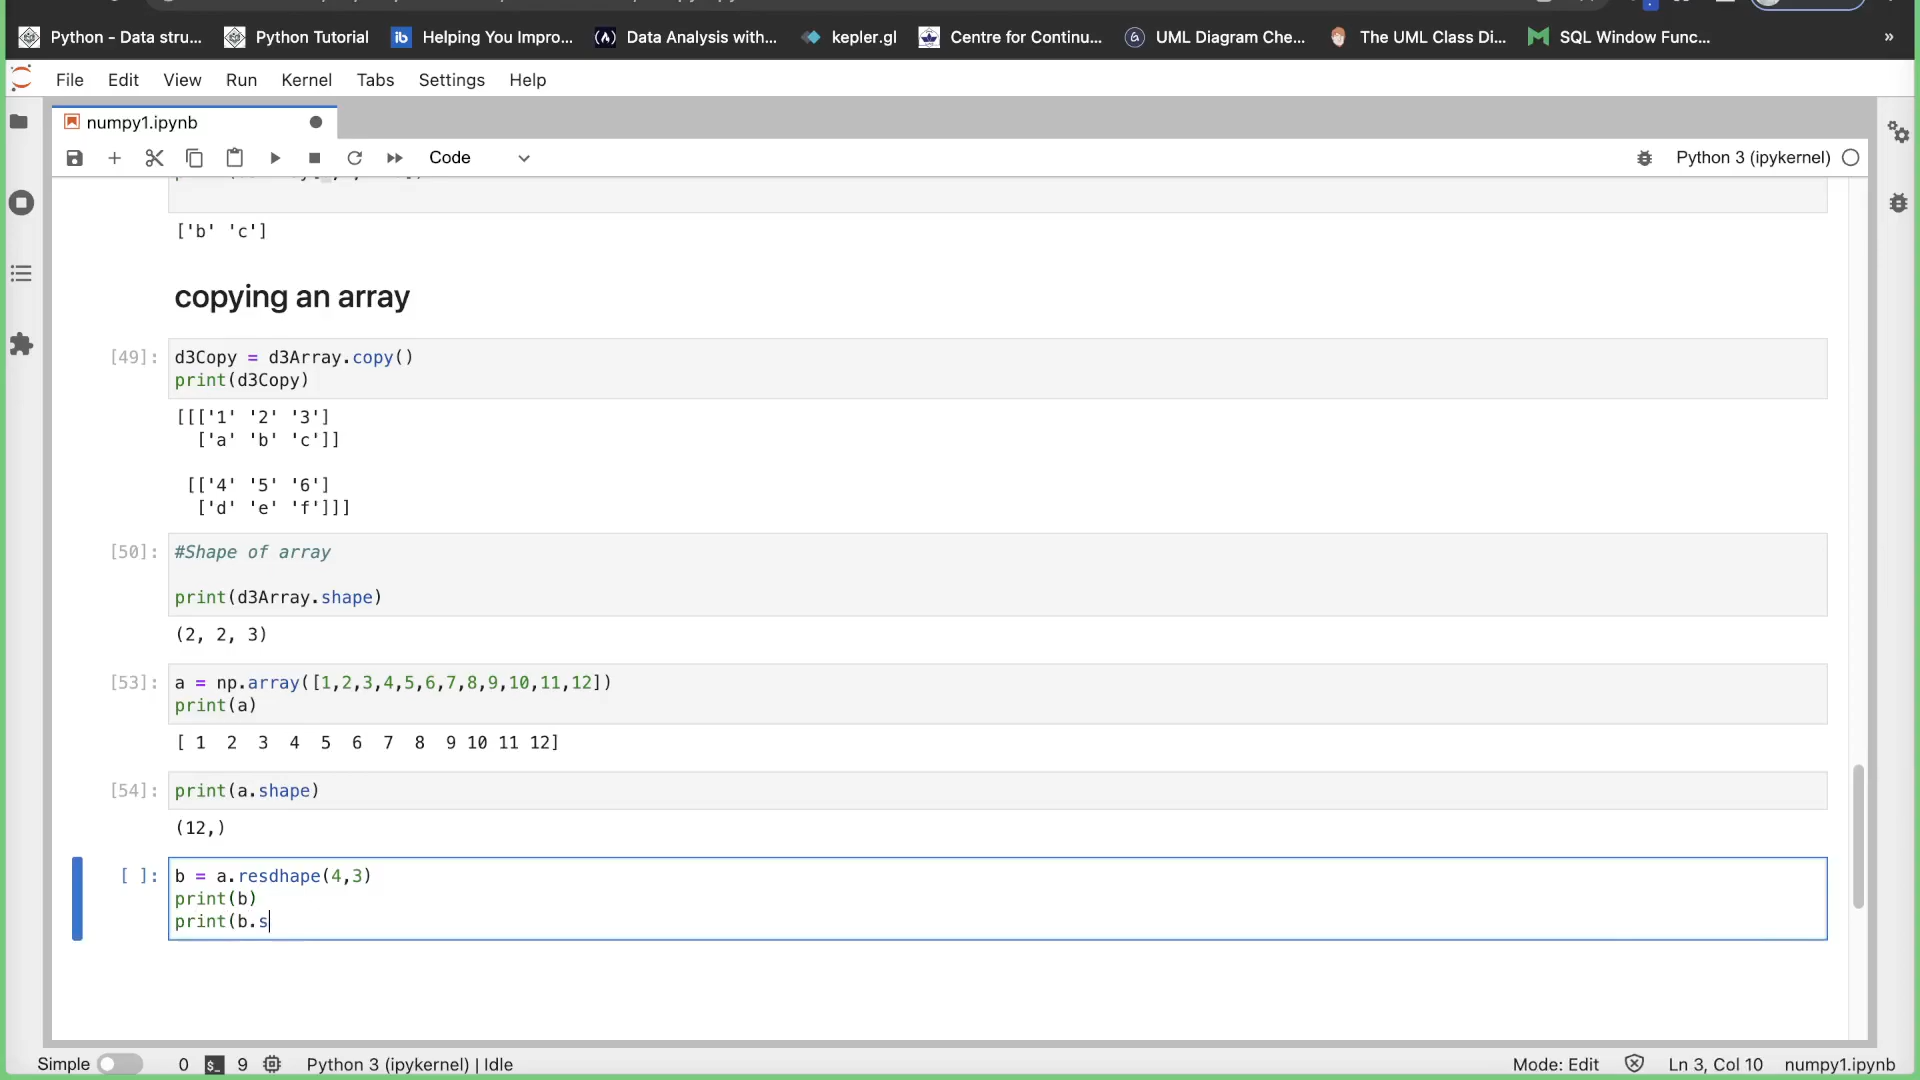 Python - Data stru...
Python Tutorial
Helping You Impro...
Data Analysis with...
kepler.gl
Centre for Continu...
UML Diagram Che...
The UML Class Di...
SQL Window Func...
»
File Edit View Run Kernel Tabs Settings Help
numpy1.ipynb
Code
Python 3 (ipykernel)
['b' 'c']
copying an array
[49]: d3Copy = d3Array.copy()
print(d3Copy)
[[['1' '2' '3']
['a' 'b' 'c']]
[['4' '5' '6']
['d' 'e' 'f']]]
[50]: #Shape of array
print(d3Array.shape)
(2, 2, 3)
[53]: a = np.array([1,2,3,4,5,6,7,8,9,10,11,12])
print(a)
[ 1 2 3 4 5 6 7 8 9 10 11 12]
[54]: print(a.shape)
(12,)
[ ]: b = a.resdhape(4,3)
print(b)
print(b.s
Simple 0 $_ 9 Python 3 (ipykernel) | Idle
Mode: Edit Ln 3, Col 10 numpy1.ipynb